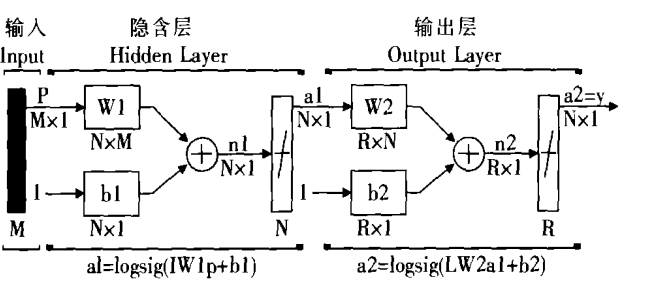 输入 隐含层 输出层
Input Hidden Layer Output Layer
P W1 a1 W2 a2=y
M×1 N×M n1 N×1 R×N n2 N×1
N×1 R×1
1 b1 1 b2
M N×1 N R×1 R
a1=logsig(IW1p+b1) a2=logsig(LW2a1+b2)